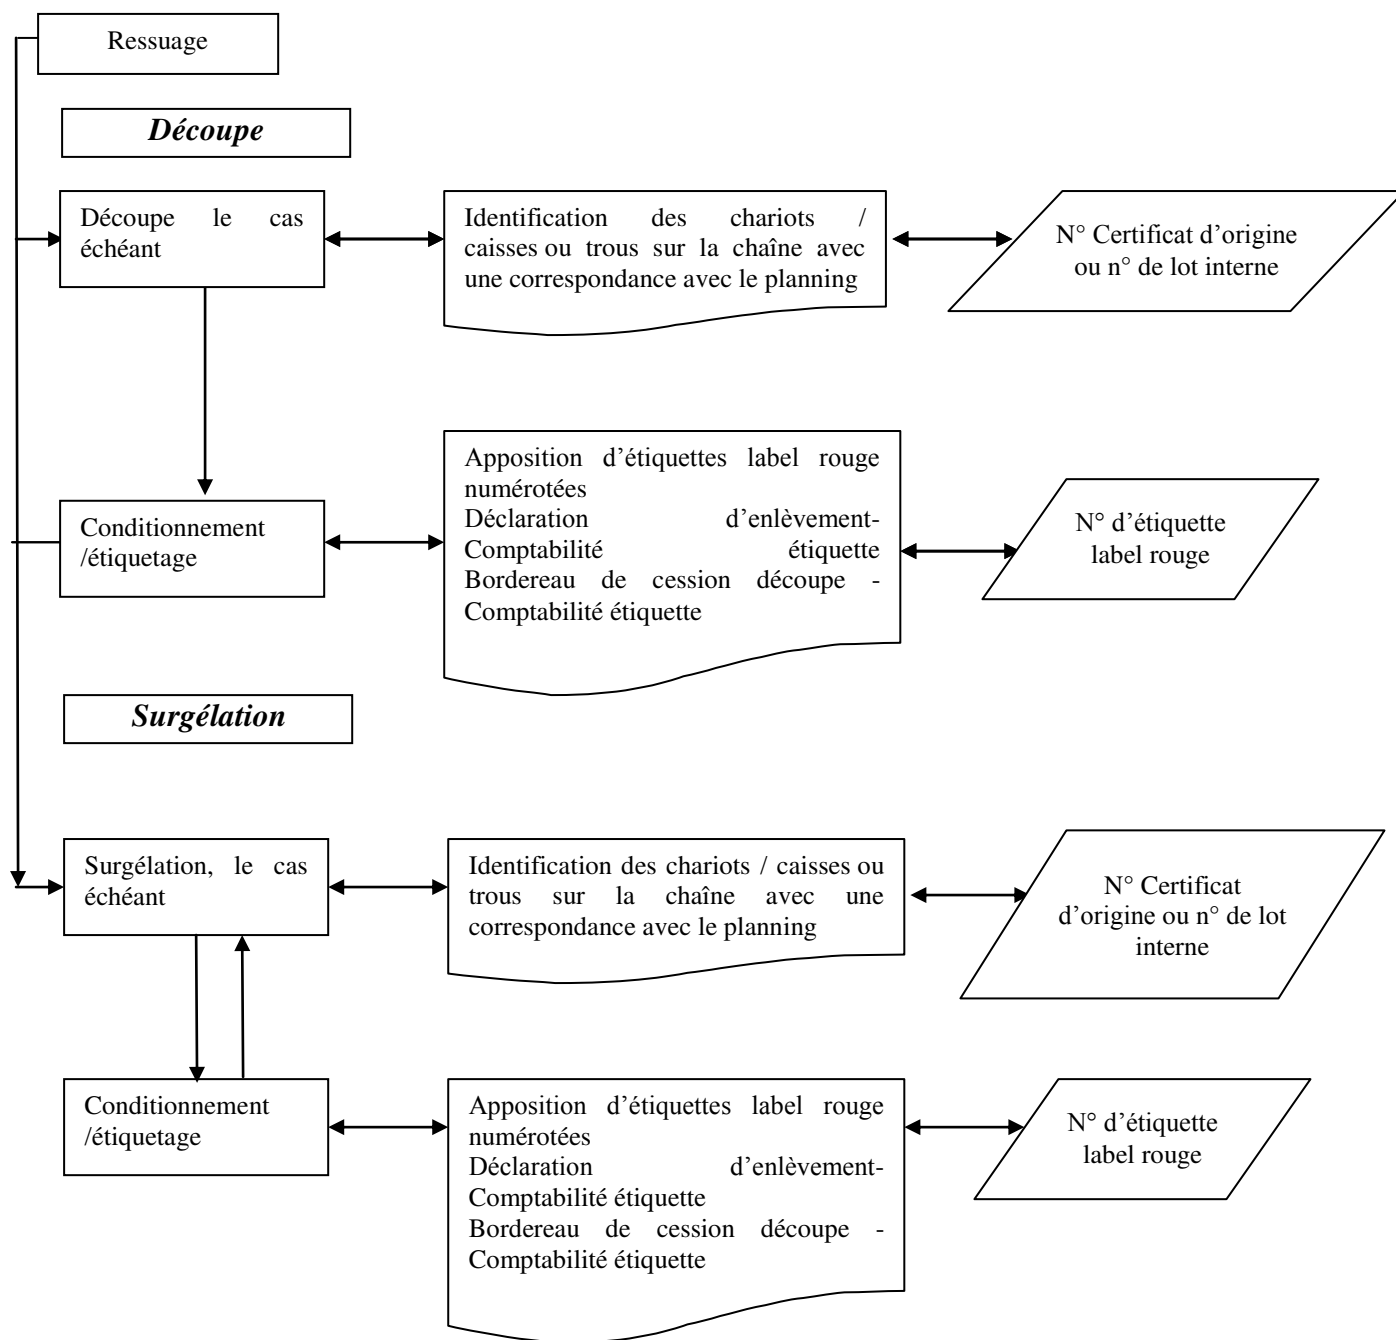 Ressuage
Découpe
Découpe le cas
échéant
Identification des chariots /
caisses ou trous sur la chaîne avec
une correspondance avec le planning
N° Certificat d'origine
ou n° de lot interne
Conditionnement
/étiquetage
Apposition d'étiquettes label rouge
numérotées
Déclaration d'enlèvement-
Comptabilité étiquette
Bordereau de cession découpe -
Comptabilité étiquette
N° d'étiquette
label rouge
Surgélation
Surgélation, le cas
échéant
Identification des chariots / caisses ou
trous sur la chaîne avec une
correspondance avec le planning
N° Certificat
d'origine ou n° de lot
interne
Conditionnement
/étiquetage
Apposition d'étiquettes label rouge
numérotées
Déclaration d'enlèvement-
Comptabilité étiquette
Bordereau de cession découpe -
Comptabilité étiquette
N° d'étiquette
label rouge